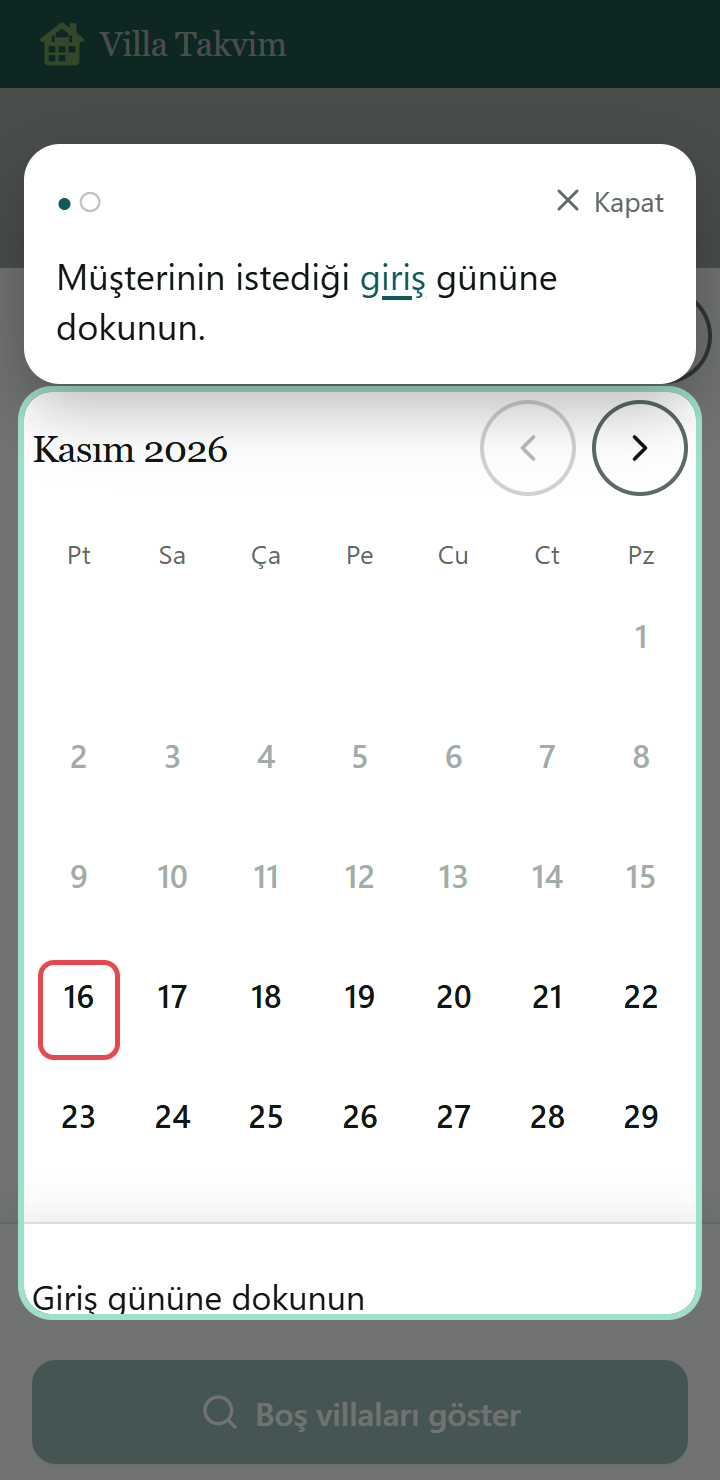 Villa Takvim
Kapat
Müşterinin istediği giriş gününe
dokunun.
Kasım 2026
Pt Sa Ça Pe Cu Ct Pz
1
2 3 4 5 6 7 8
9 10 11 12 13 14 15
16 17 18 19 20 21 22
23 24 25 26 27 28 29
Giriş gününe dokunun
Boş villaları göster